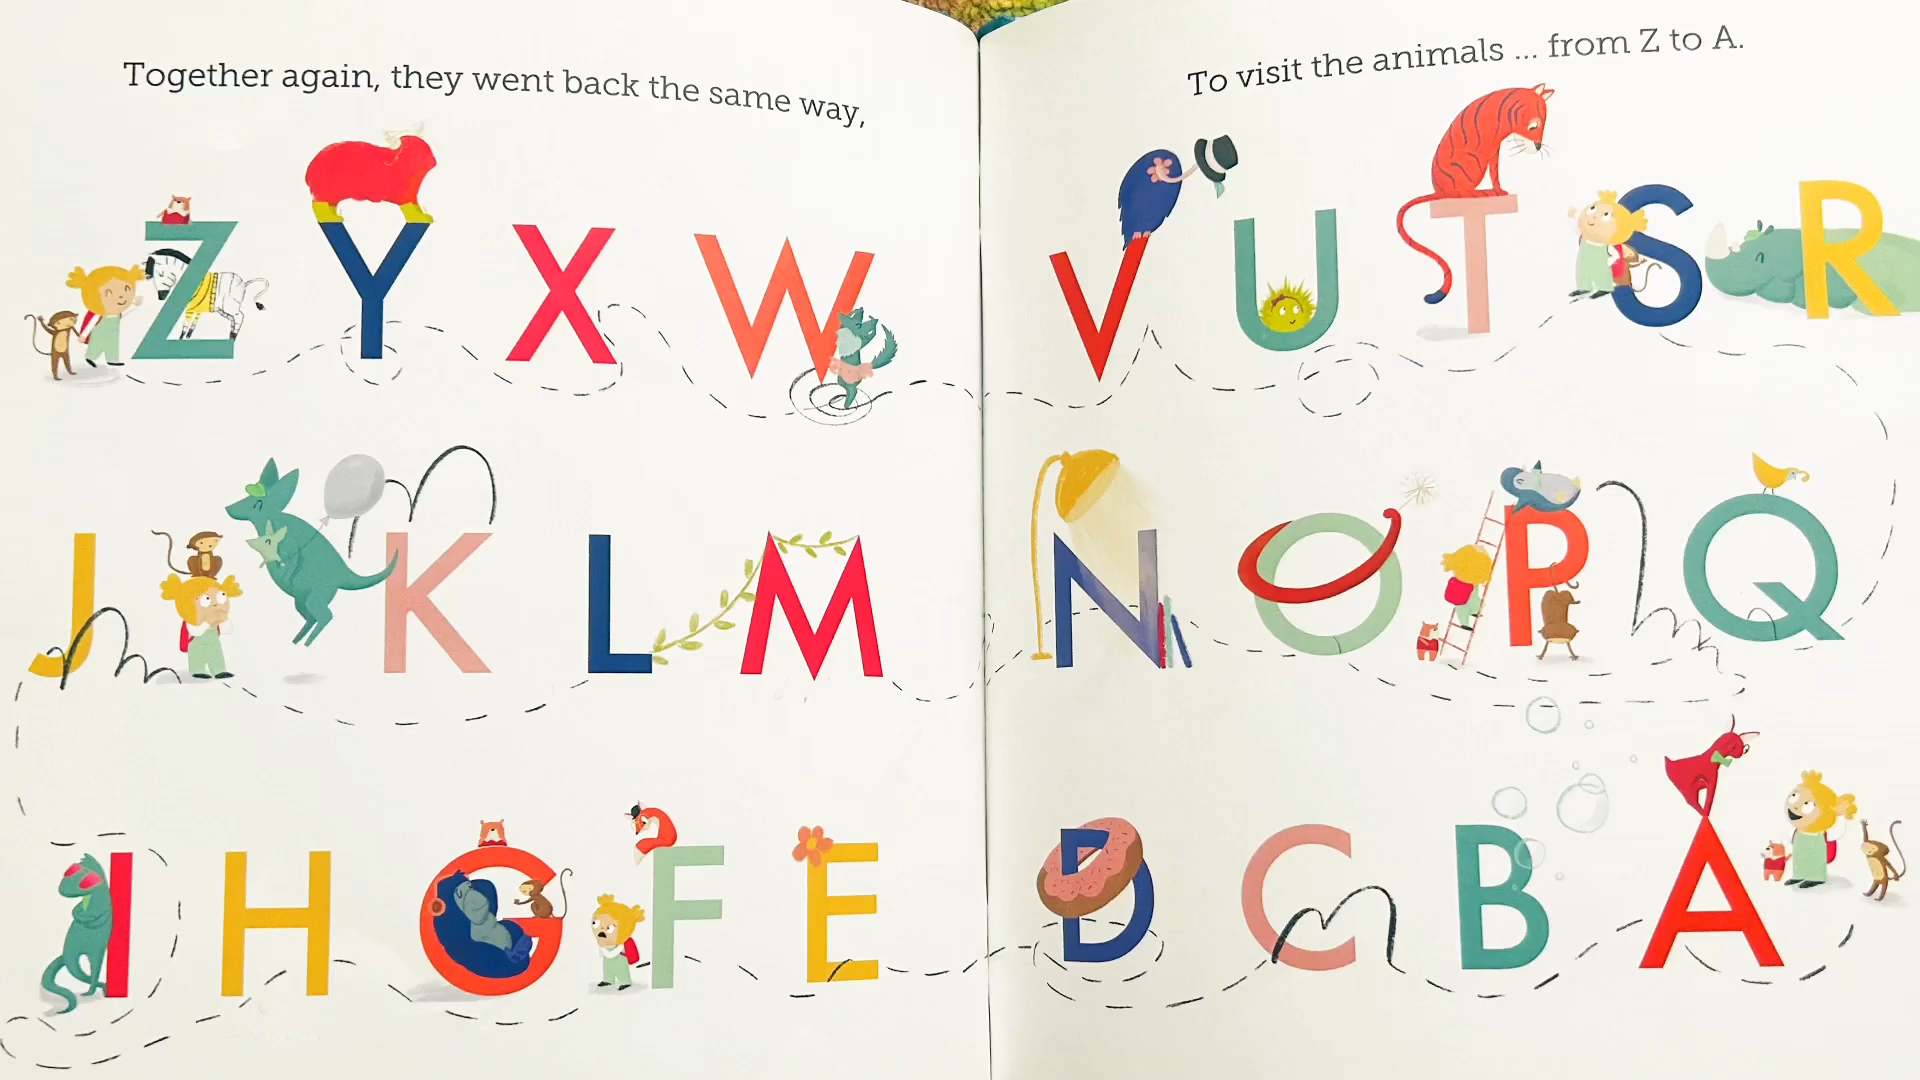 Together again, they went back the same way,
To visit the animals ... from Z to A.
Z Y X W V U T S R
J K L M N O P Q
I H G F E D C B A